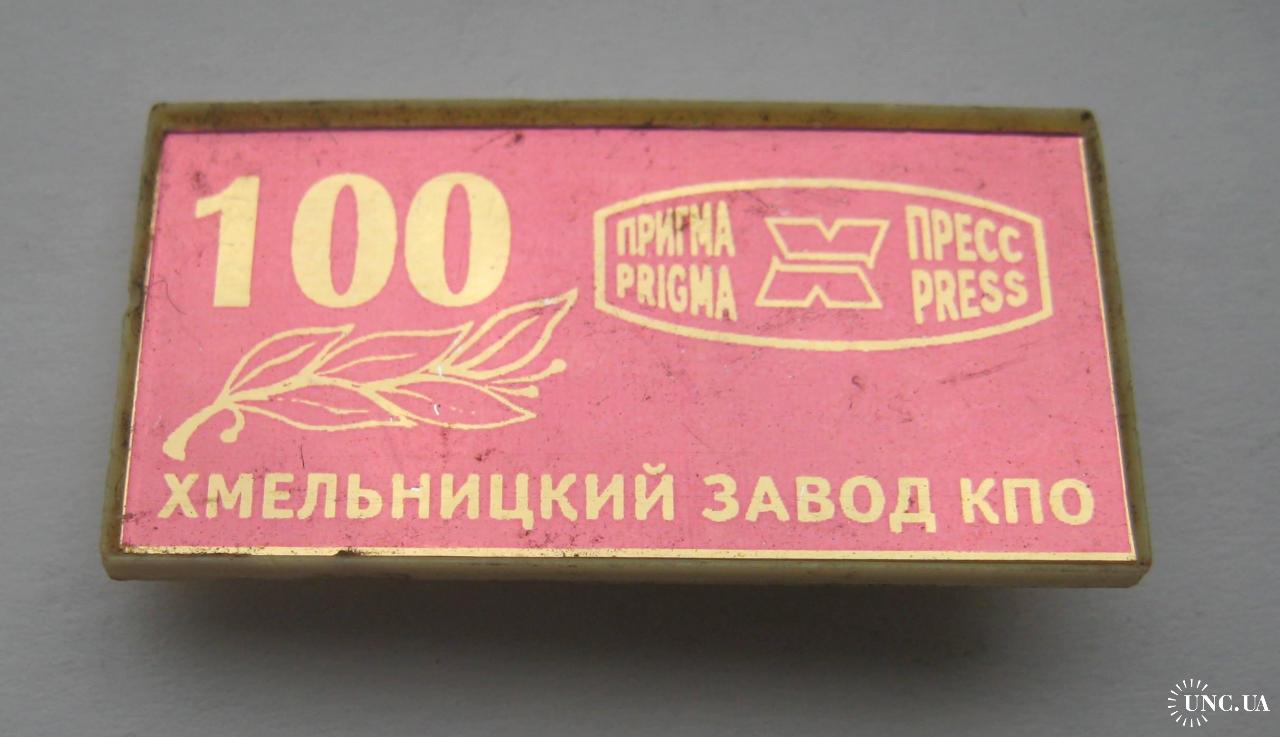 100
ПРИГМА ПРЕСС
PRIGMA PRESS
ХМЕЛЬНИЦКИЙ ЗАВОД КПО
UNC.UA